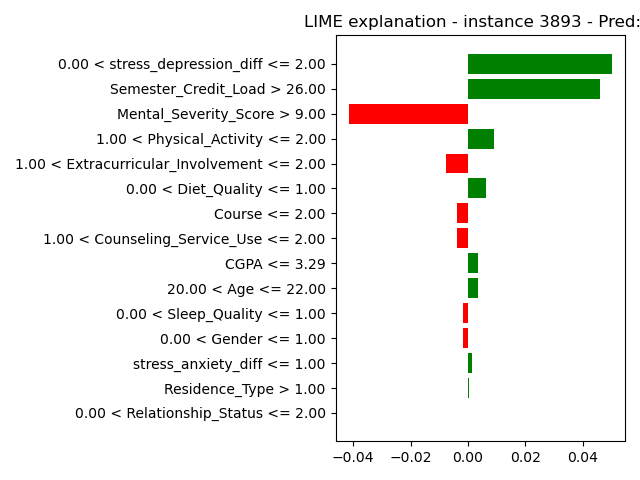 LIME explanation - instance 3893 - Pred:
0.00 < stress_depression_diff <= 2.00
Semester_Credit_Load > 26.00
Mental_Severity_Score > 9.00
1.00 < Physical_Activity <= 2.00
1.00 < Extracurricular_Involvement <= 2.00
0.00 < Diet_Quality <= 1.00
Course <= 2.00
1.00 < Counseling_Service_Use <= 2.00
CGPA <= 3.29
20.00 < Age <= 22.00
0.00 < Sleep_Quality <= 1.00
0.00 < Gender <= 1.00
stress_anxiety_diff <= 1.00
Residence_Type > 1.00
0.00 < Relationship_Status <= 2.00
−0.04 −0.02 0.00 0.02 0.04